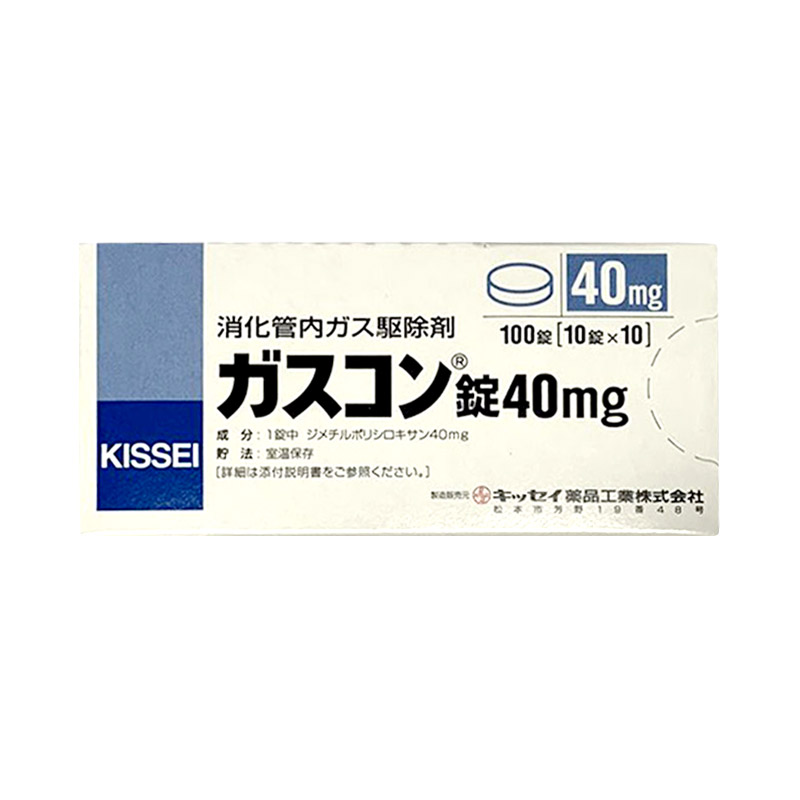 40mg
100錠[10錠×10]
消化管内ガス駆除剤
ガスコン®錠40mg
KISSEI
成 分:1錠中 ジメチルポリシロキサン40mg
貯 法:室温保存
[詳細は添付説明書をご参照ください。]
製造販売元 キッセイ薬品工業株式会社
松本市芳野19番48号